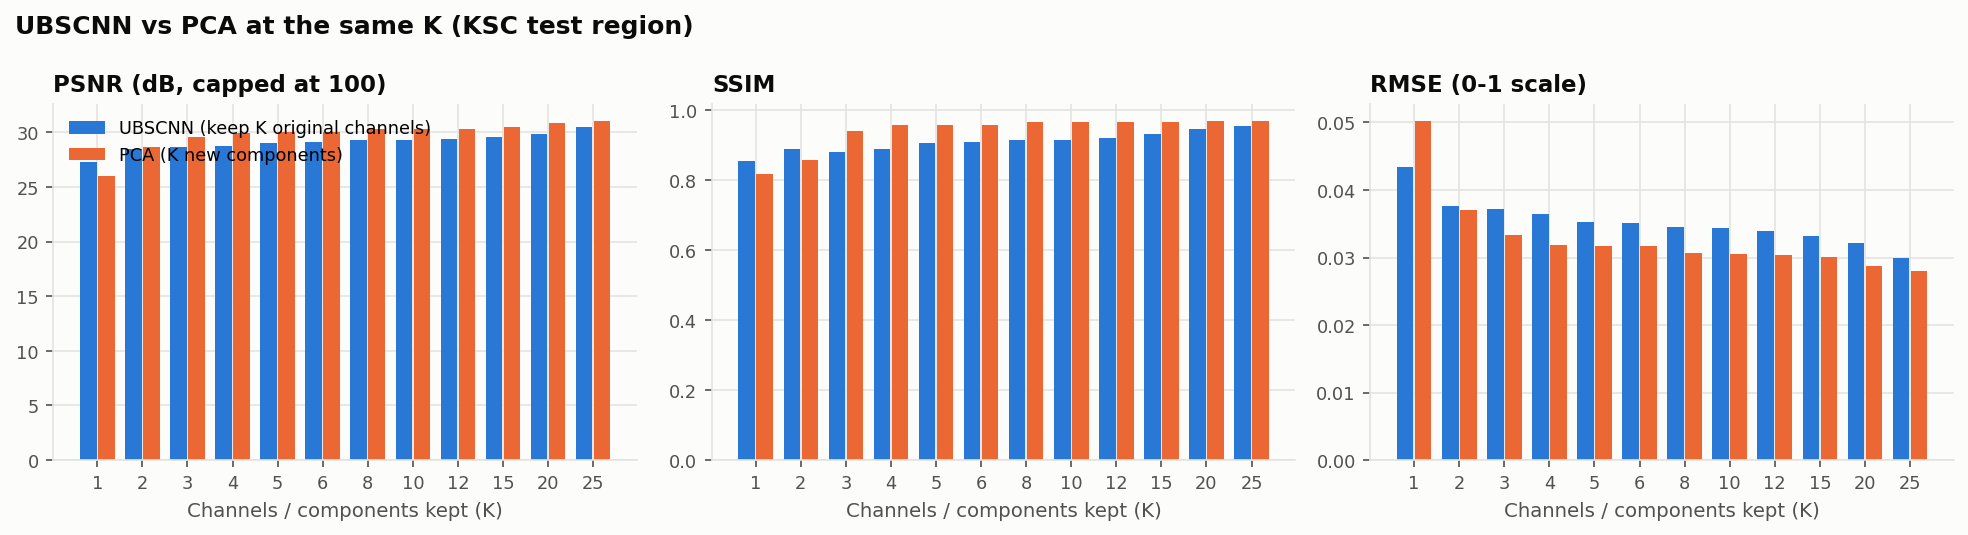 UBSCNN vs PCA at the same K (KSC test region)
PSNR (dB, capped at 100)
UBSCNN (keep K original channels)
PCA (K new components)
30
25
20
15
10
5
0
1 2 3 4 5 6 8 10 12 15 20 25
Channels / components kept (K)
SSIM
1.0
0.8
0.6
0.4
0.2
0.0
1 2 3 4 5 6 8 10 12 15 20 25
Channels / components kept (K)
RMSE (0-1 scale)
0.05
0.04
0.03
0.02
0.01
0.00
1 2 3 4 5 6 8 10 12 15 20 25
Channels / components kept (K)